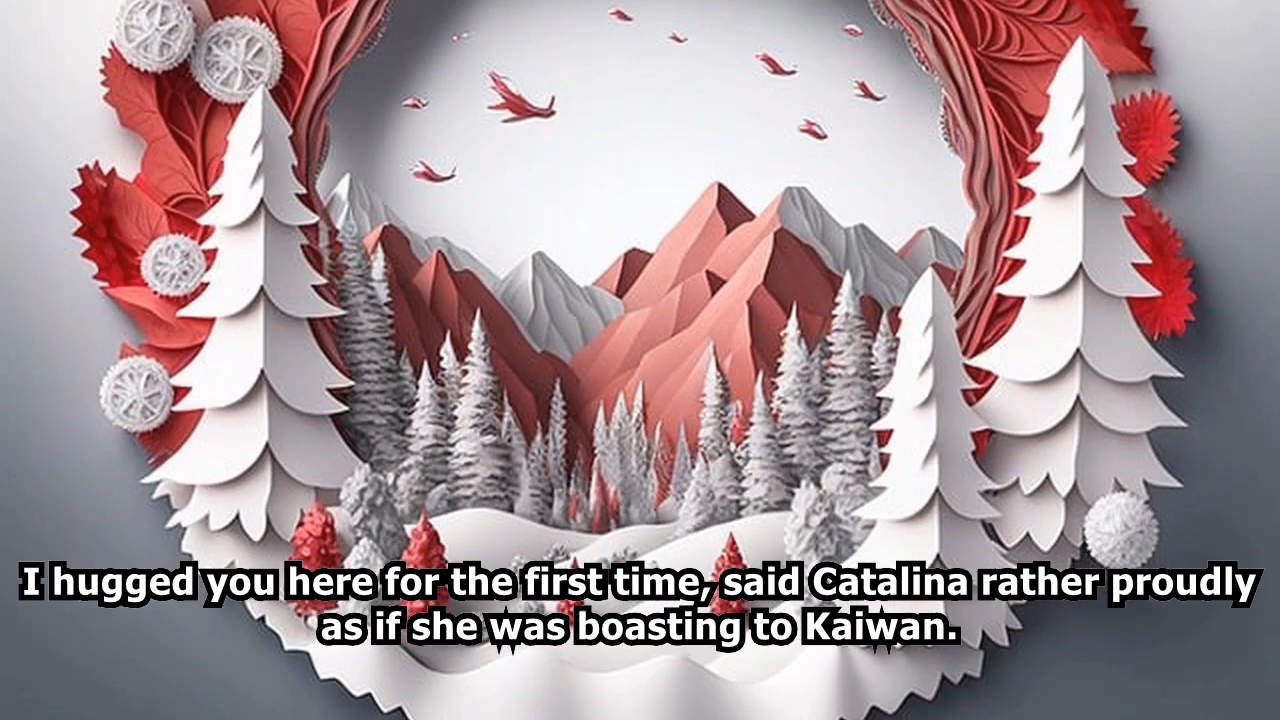 I hugged you here for the first time, said Catalina rather proudly
as if she was boasting to Kaiwan.